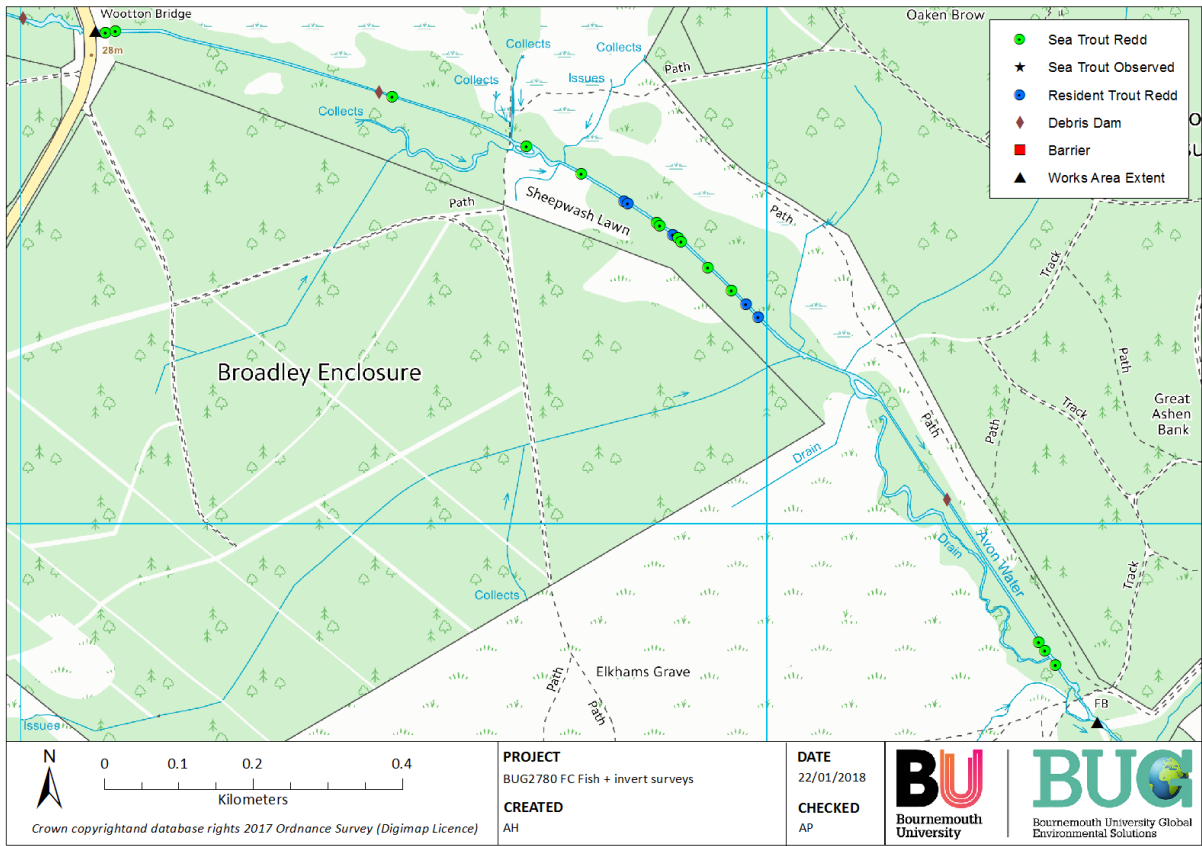 Wootton Bridge
28m
Oaken Brow
Collects
Collects
Path
Collects
Issues
Collects
Sea Trout Redd
Sea Trout Observed
Resident Trout Redd
Debris Dam
Barrier
Works Area Extent
Path
Sheepwash Lawn
Path
Track
Broadley Enclosure
Path
Great
Ashen
Bank
Track
Path
Path
Drain
Drain
Avon Water
Track
Collects
Elkhams Grave
Path
Path
FB
Issues
N
0 0.1 0.2 0.4
Kilometers
Crown copyrightand database rights 2017 Ordnance Survey (Digimap Licence)
PROJECT
BUG2780 FC Fish + invert surveys
CREATED
AH
DATE
22/01/2018
CHECKED
AP
BU
Bournemouth
University
BUG
Bournemouth University Global
Environmental Solutions